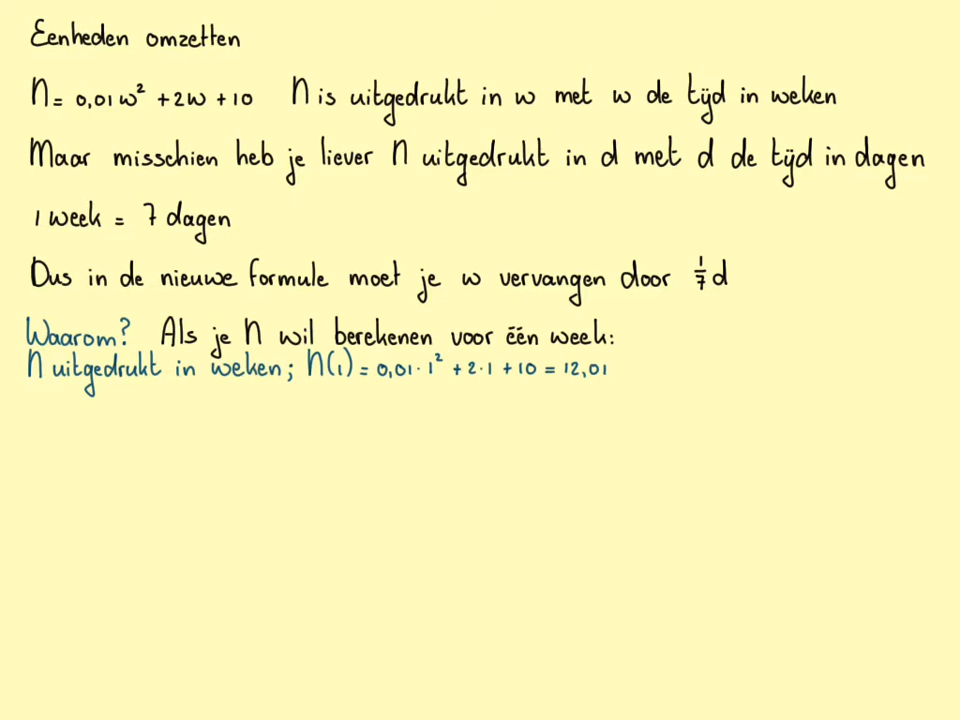 Eenheden omzetten
N = 0,01w² + 2w + 10 N is uitgedrukt in w met w de tijd in weken
Maar misschien heb je liever N uitgedrukt in d met d de tijd in dagen
1 week = 7 dagen
Dus in de nieuwe formule moet je w vervangen door 1/7 d
Waarom? Als je N wil berekenen voor één week:
N uitgedrukt in weken; N(1) = 0,01 · 1² + 2 · 1 + 10 = 12,01